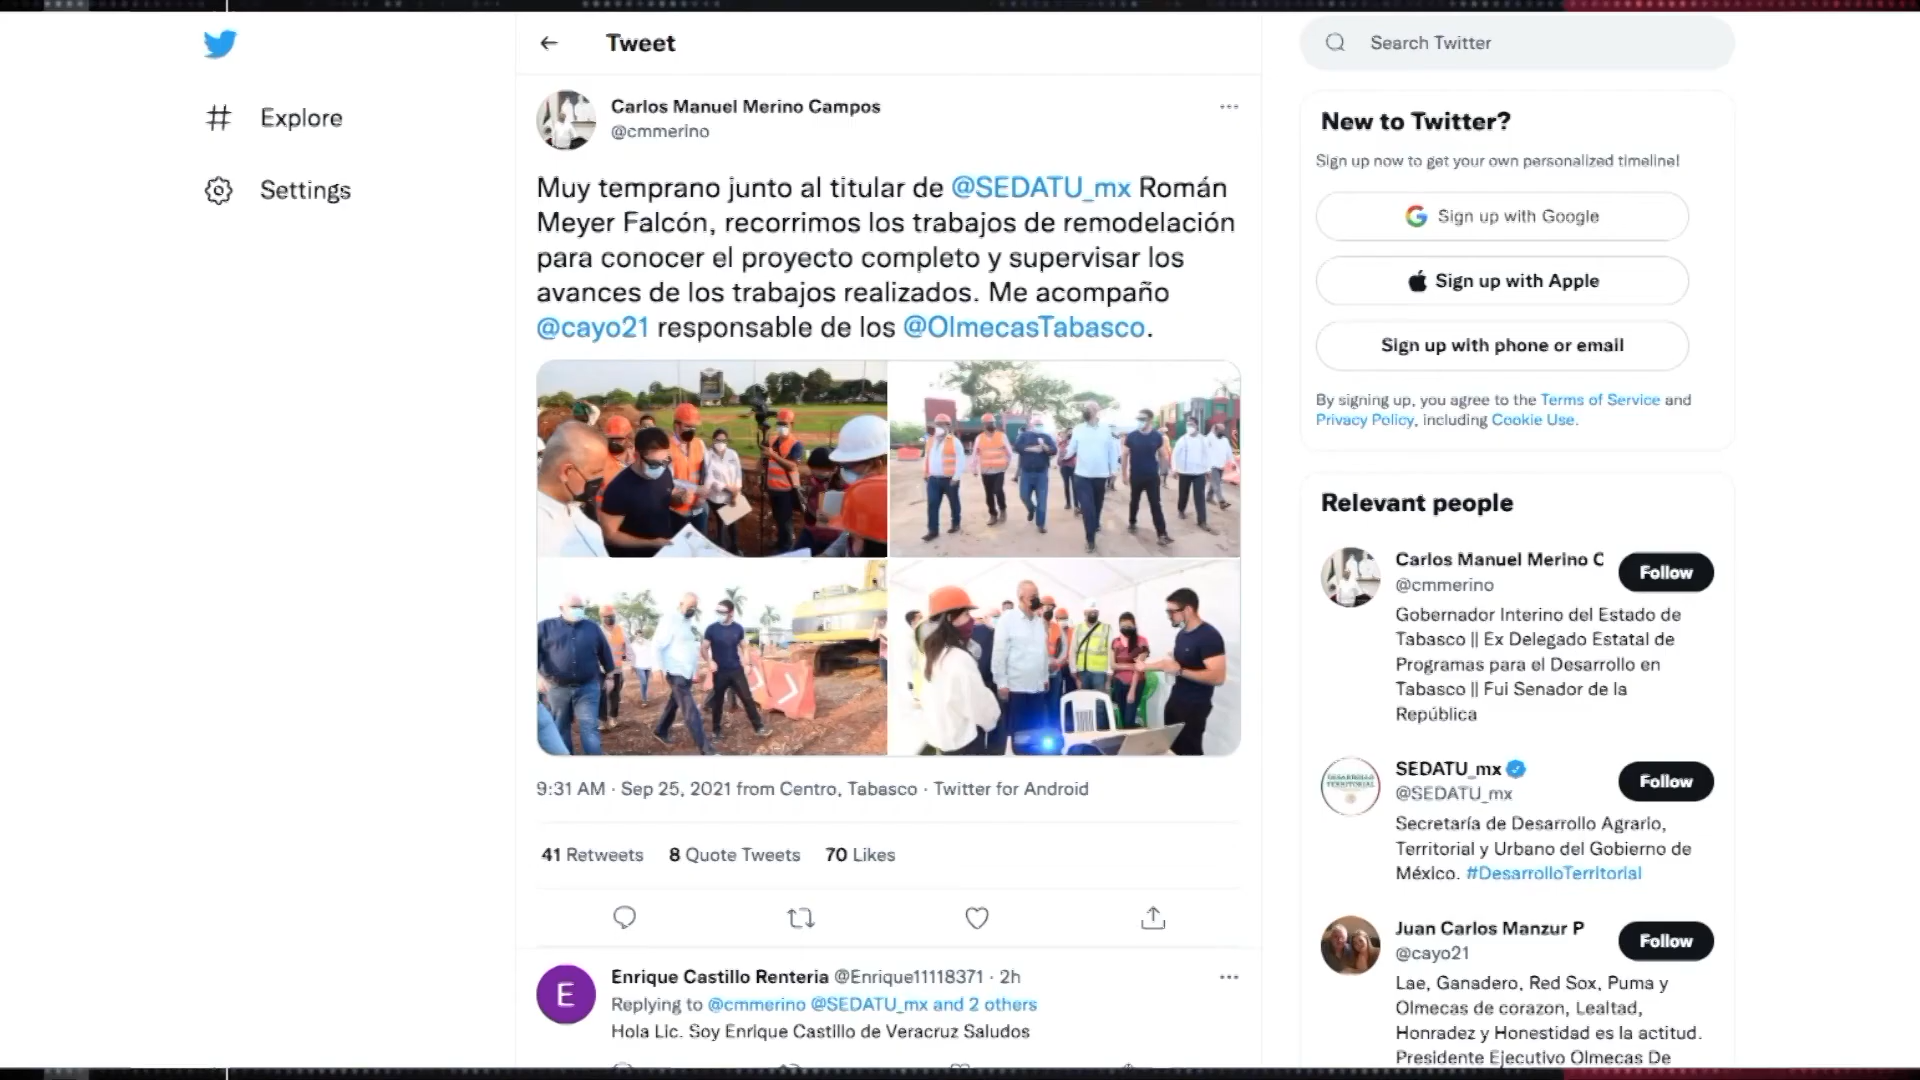 Tweet
Search Twitter
Explore
Settings
Carlos Manuel Merino Campos
@cmmerino
Muy temprano junto al titular de @SEDATU_mx Román
Meyer Falcón, recorrimos los trabajos de remodelación
para conocer el proyecto completo y supervisar los
avances de los trabajos realizados. Me acompaño
@cayo21 responsable de los @OlmecasTabasco.
9:31 AM · Sep 25, 2021 from Centro, Tabasco · Twitter for Android
41 Retweets 8 Quote Tweets 70 Likes
E
Enrique Castillo Renteria @Enrique11118371 · 2h
Replying to @cmmerino @SEDATU_mx and 2 others
Hola Lic. Soy Enrique Castillo de Veracruz Saludos
New to Twitter?
Sign up now to get your own personalized timeline!
Sign up with Google
Sign up with Apple
Sign up with phone or email
By signing up, you agree to the Terms of Service and
Privacy Policy, including Cookie Use.
Relevant people
Carlos Manuel Merino C
@cmmerino
Follow
Gobernador Interino del Estado de
Tabasco || Ex Delegado Estatal de
Programas para el Desarrollo en
Tabasco || Fui Senador de la
República
SEDATU_mx
@SEDATU_mx
Follow
DESARROLLO
TERRITORIAL
Secretaría de Desarrollo Agrario,
Territorial y Urbano del Gobierno de
México. #DesarrolloTerritorial
Juan Carlos Manzur P
@cayo21
Follow
Lae, Ganadero, Red Sox, Puma y
Olmecas de corazon, Lealtad,
Honradez y Honestidad es la actitud.
Presidente Ejecutivo Olmecas De